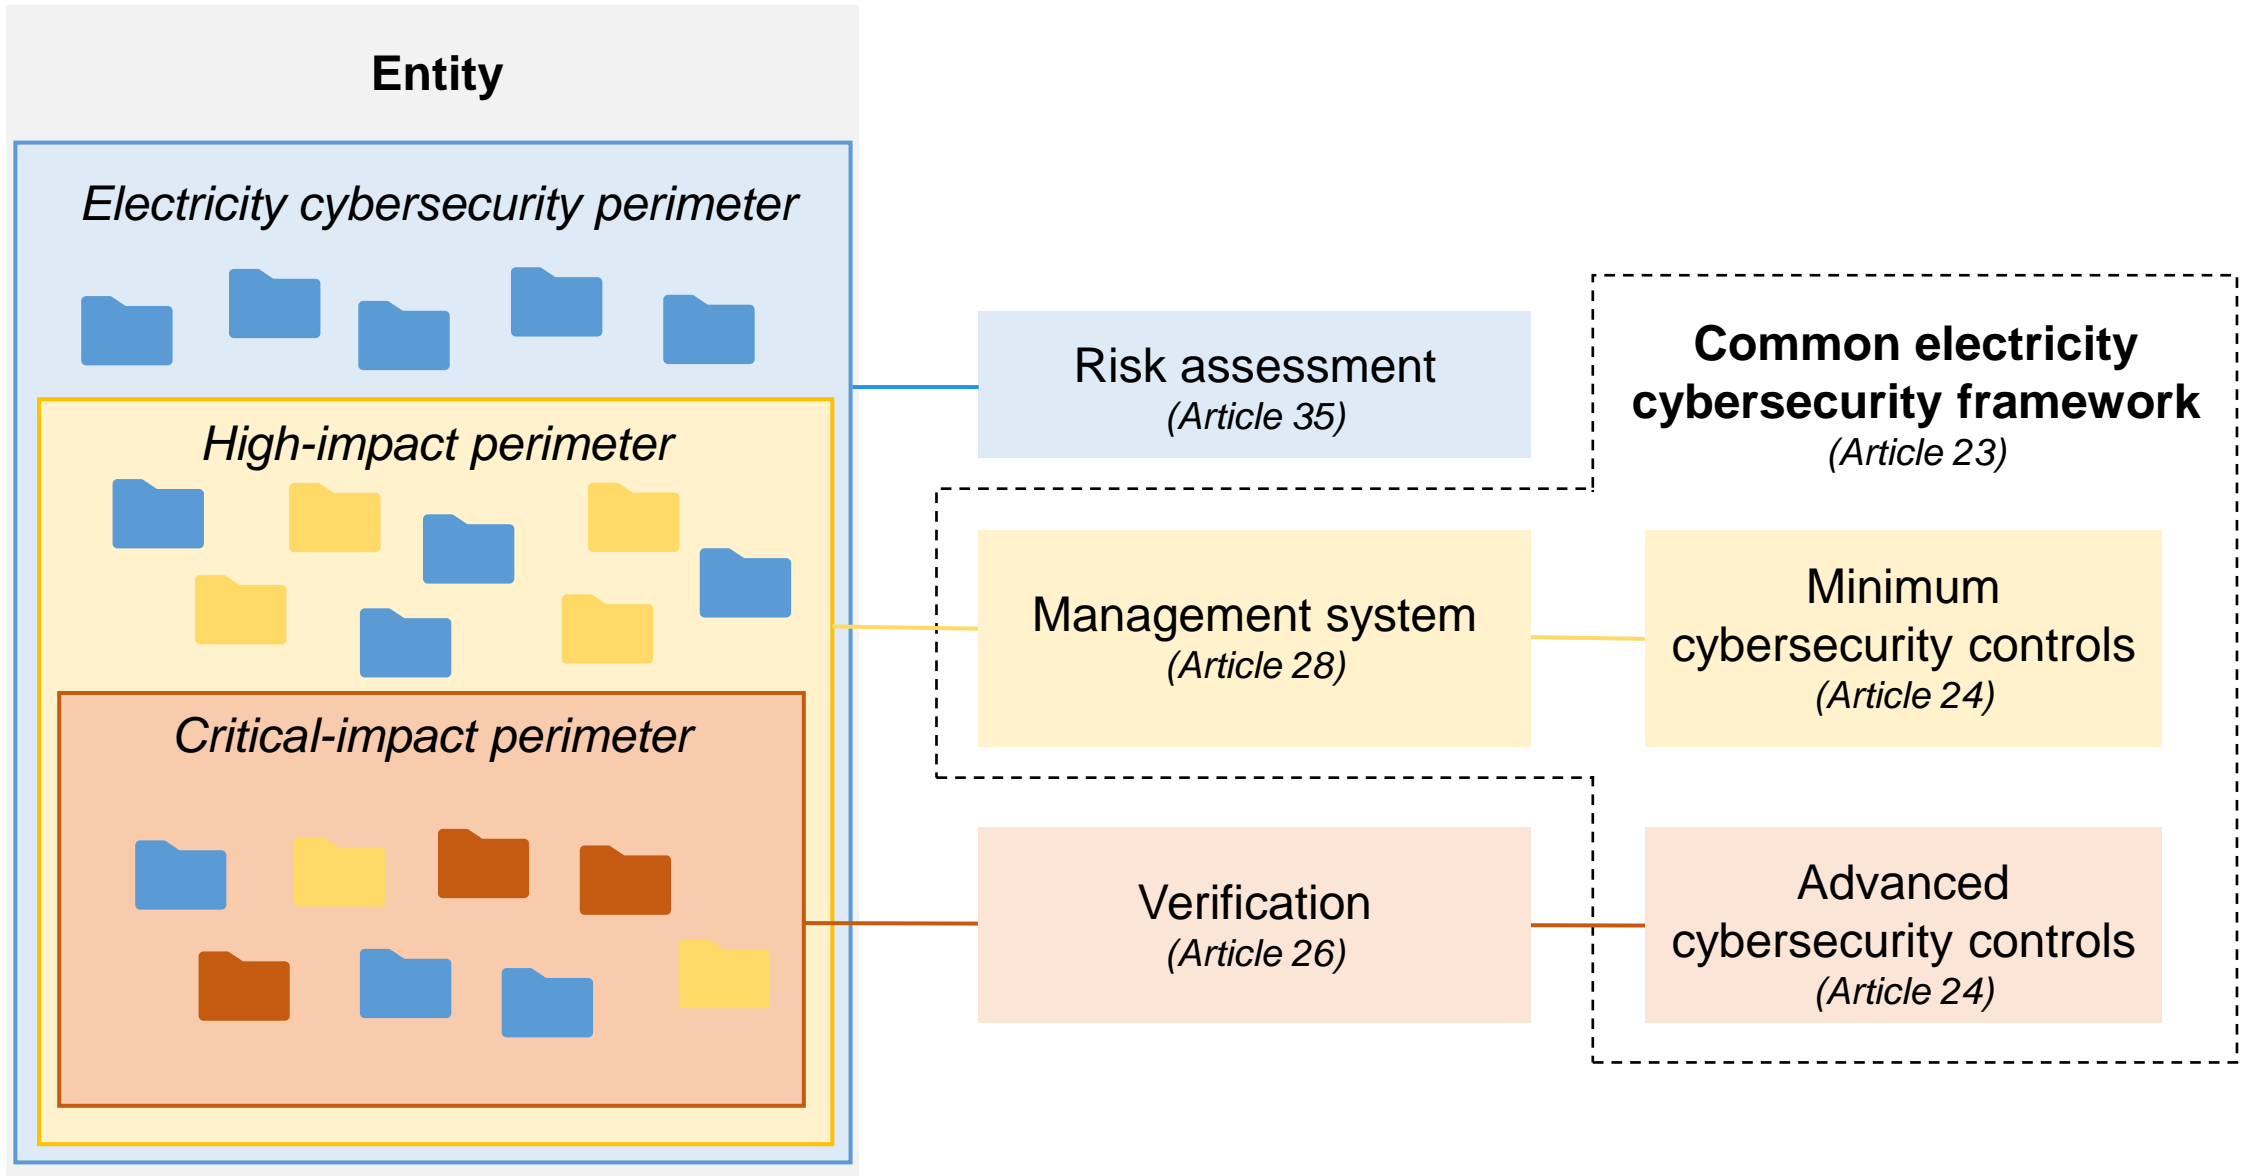 Entity
Electricity cybersecurity perimeter
High-impact perimeter
Critical-impact perimeter
Risk assessment
(Article 35)
Management system
(Article 28)
Verification
(Article 26)
Common electricity
cybersecurity framework
(Article 23)
Minimum
cybersecurity controls
(Article 24)
Advanced
cybersecurity controls
(Article 24)